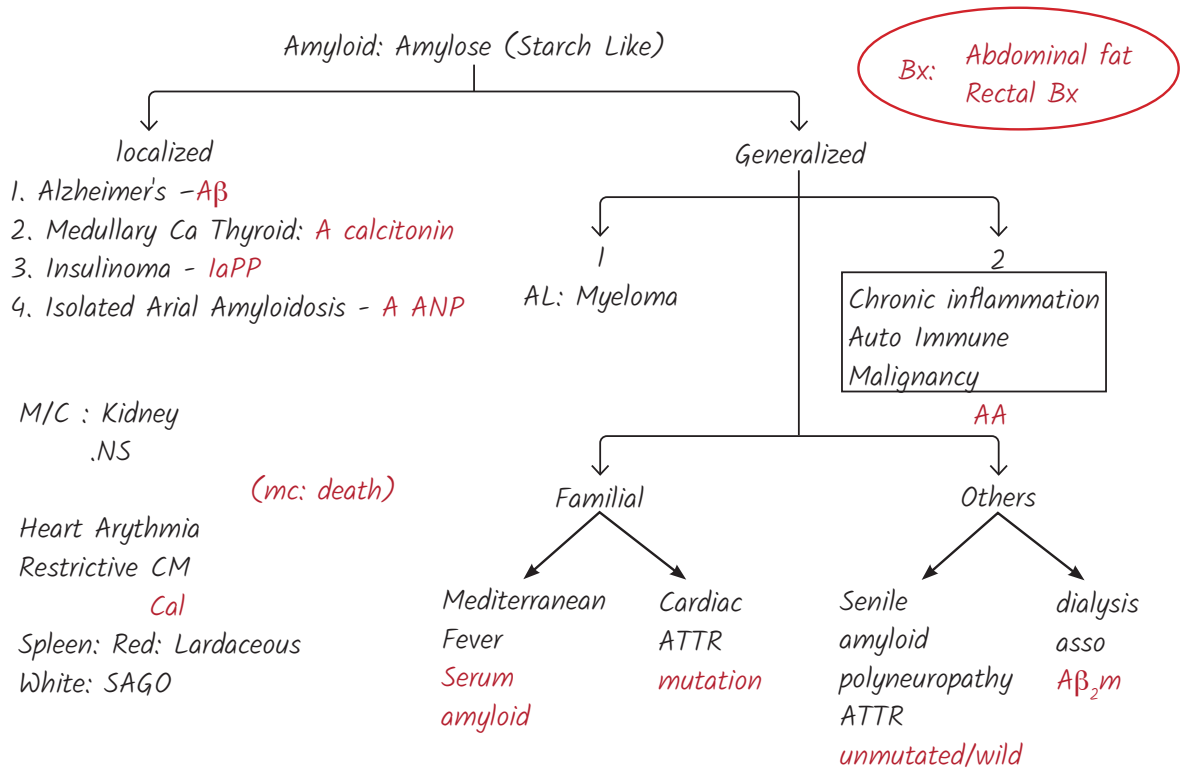 Amyloid: Amylose (Starch Like)
Bx:
Abdominal fat
Rectal Bx
localized
1. Alzheimer's -Aβ
2. Medullary Ca Thyroid: A calcitonin
3. Insulinoma - IaPP
4. Isolated Arial Amyloidosis - A ANP
Generalized
1
AL: Myeloma
2
Chronic inflammation
Auto Immune
Malignancy
AA
M/C : Kidney
.NS
(mc: death)
Heart Arythmia
Restrictive CM
Cal
Spleen: Red: Lardaceous
White: SAGO
Familial
Mediterranean
Fever
Serum
amyloid
Cardiac
ATTR
mutation
Others
Senile
amyloid
polyneuropathy
ATTR
unmutated/wild
dialysis
asso
Aβ₂m